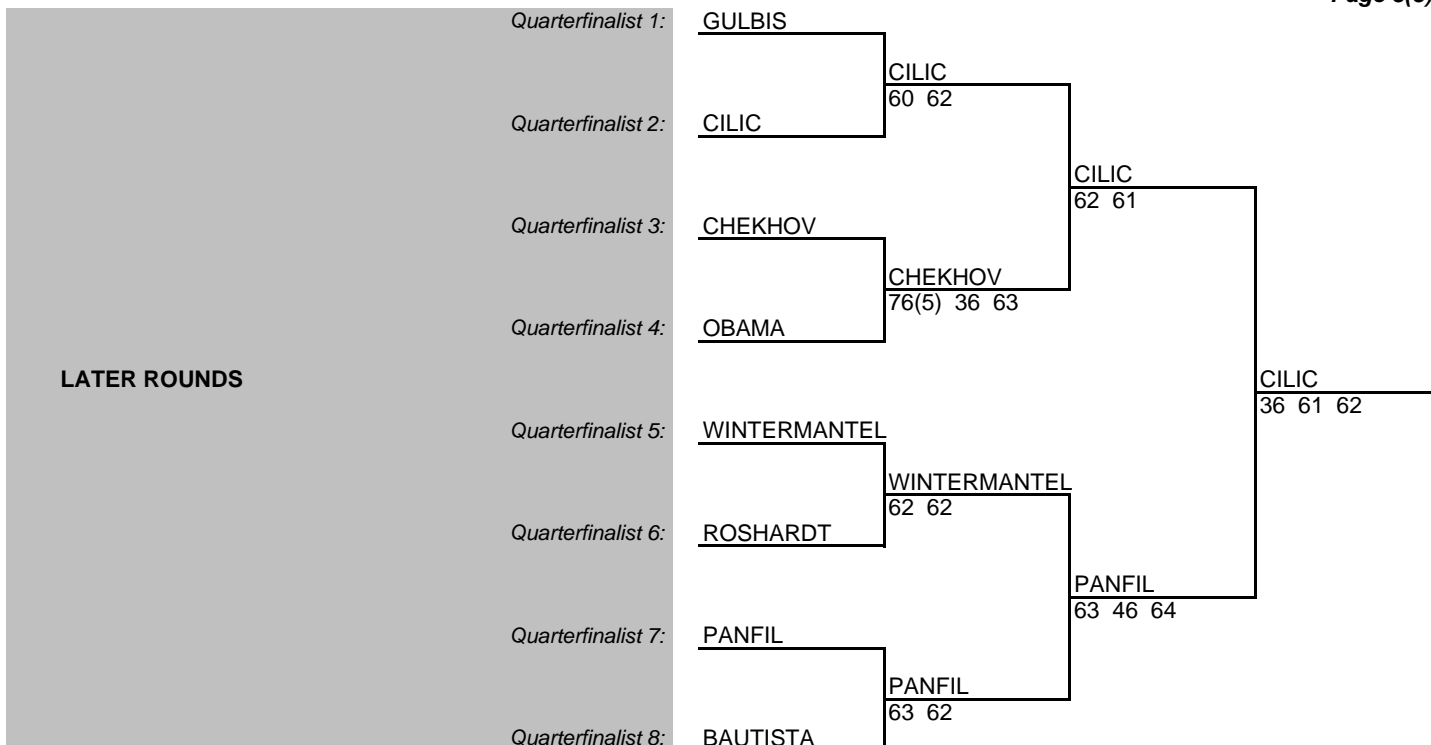 Quarterfinalist 1: GULBIS
CILIC
60 62
Quarterfinalist 2: CILIC
CILIC
62 61
Quarterfinalist 3: CHEKHOV
CHEKHOV
76(5) 36 63
Quarterfinalist 4: OBAMA
LATER ROUNDS
CILIC
36 61 62
Quarterfinalist 5: WINTERMANTEL
WINTERMANTEL
62 62
Quarterfinalist 6: ROSHARDT
PANFIL
63 46 64
Quarterfinalist 7: PANFIL
PANFIL
63 62
Quarterfinalist 8: BAUTISTA